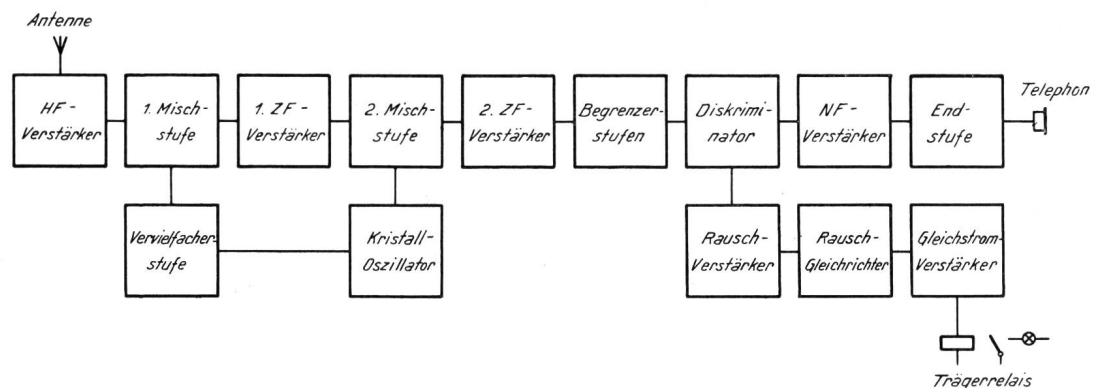 Antenne
HF-
Verstärker
1. Misch-
stufe
1. ZF-
Verstärker
2. Misch-
stufe
2. ZF-
Verstärker
Begrenzer-
stufen
Diskrimi-
nator
NF-
Verstärker
End-
stufe
Telephon
Vervielfacher-
stufe
Kristall-
Oszillator
Rausch-
Verstärker
Rausch-
Gleichrichter
Gleichstrom-
Verstärker
Trägerrelais